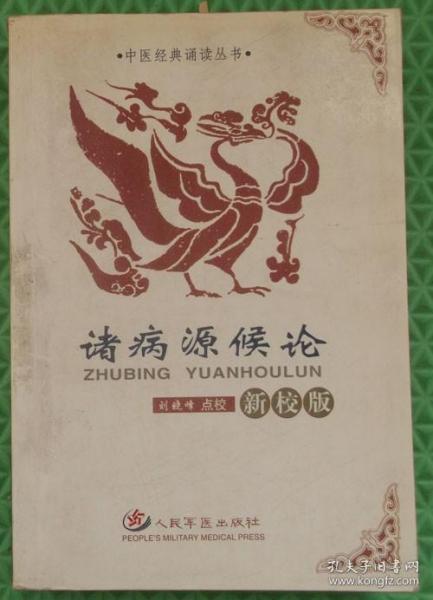 ·中医经典诵读丛书·
诸病源候论
ZHUBING YUANHOULUN
刘晓峰 点校 新校版
人民军医出版社
PEOPLE'S MILITARY MEDICAL PRESS
孔夫子旧书网
www.kongfz.com